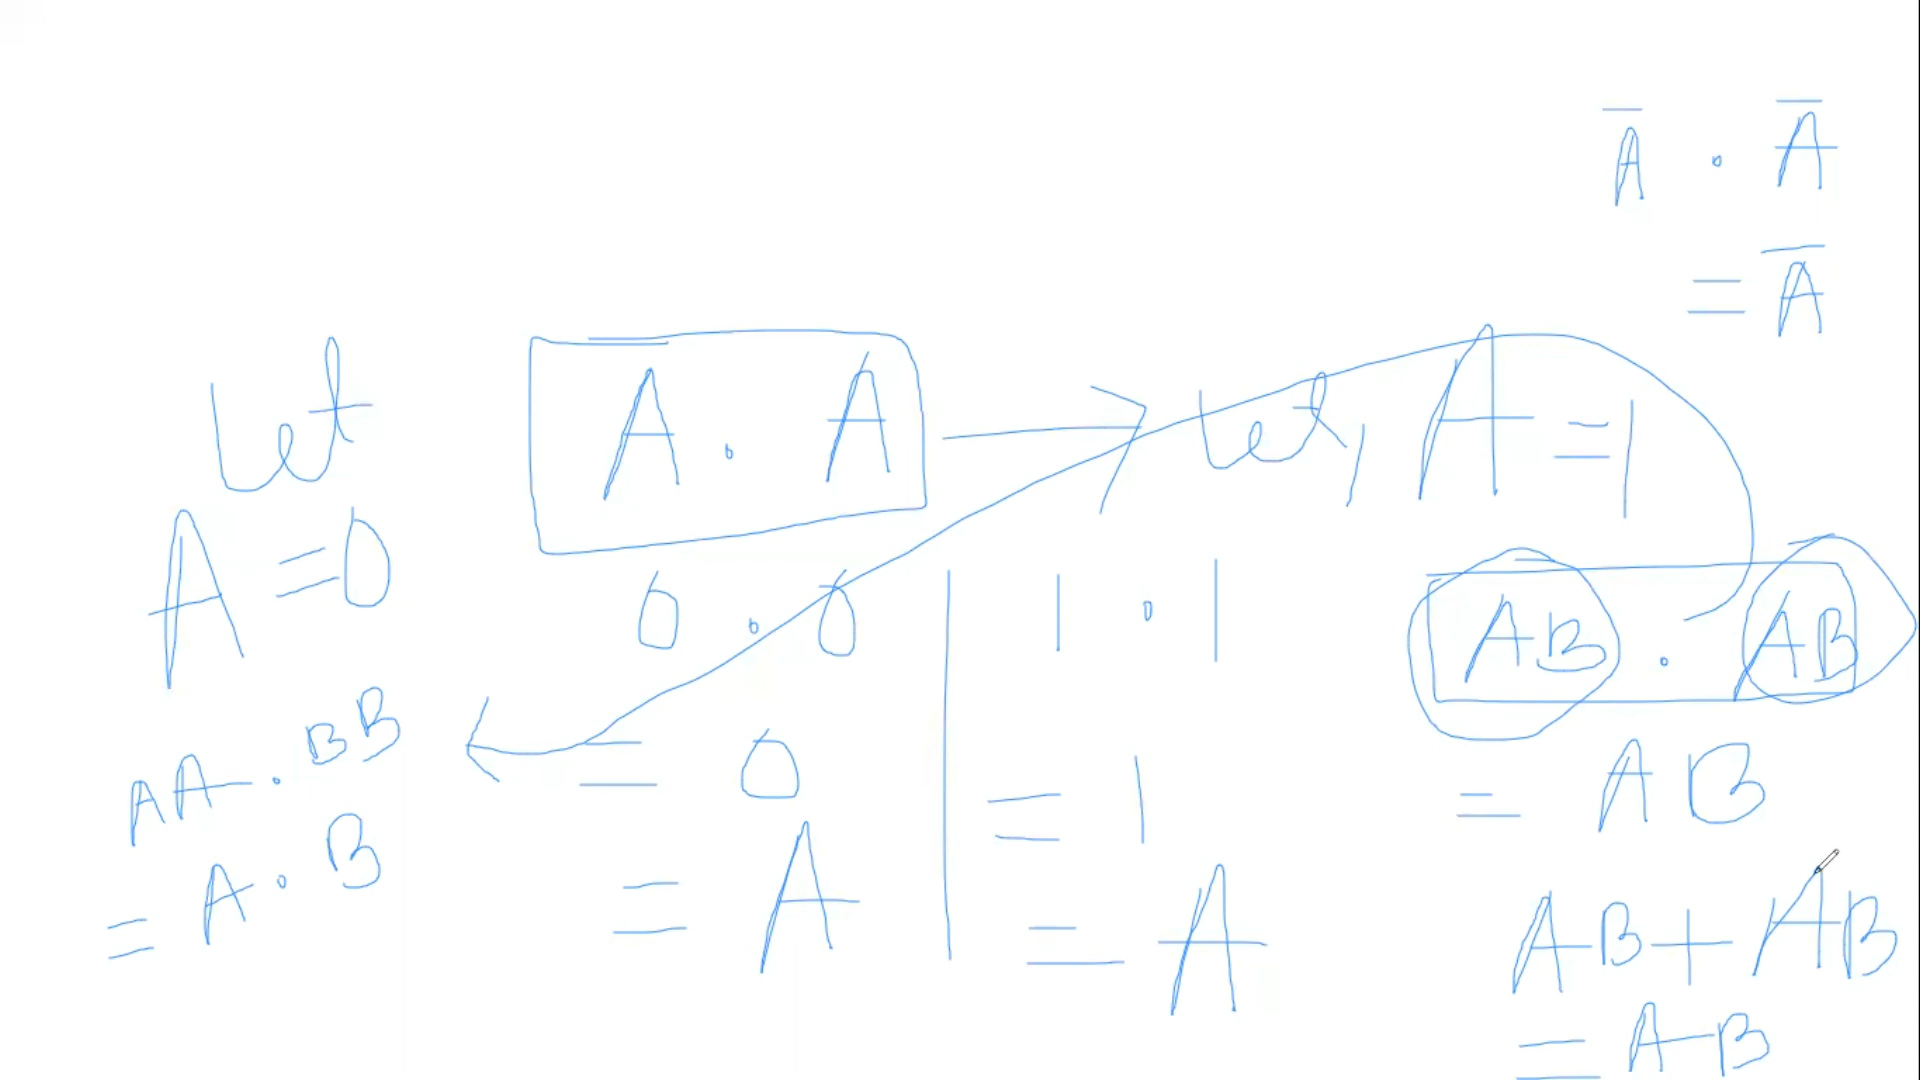 A̅ . A̅
= A̅
Let
A . A
Let, A = 1
A = 0
0 . 0
1 . 1
AB . AB
AA . BB
= 0
= 1
= AB
= A . B
= A
= A
AB + AB
= AB